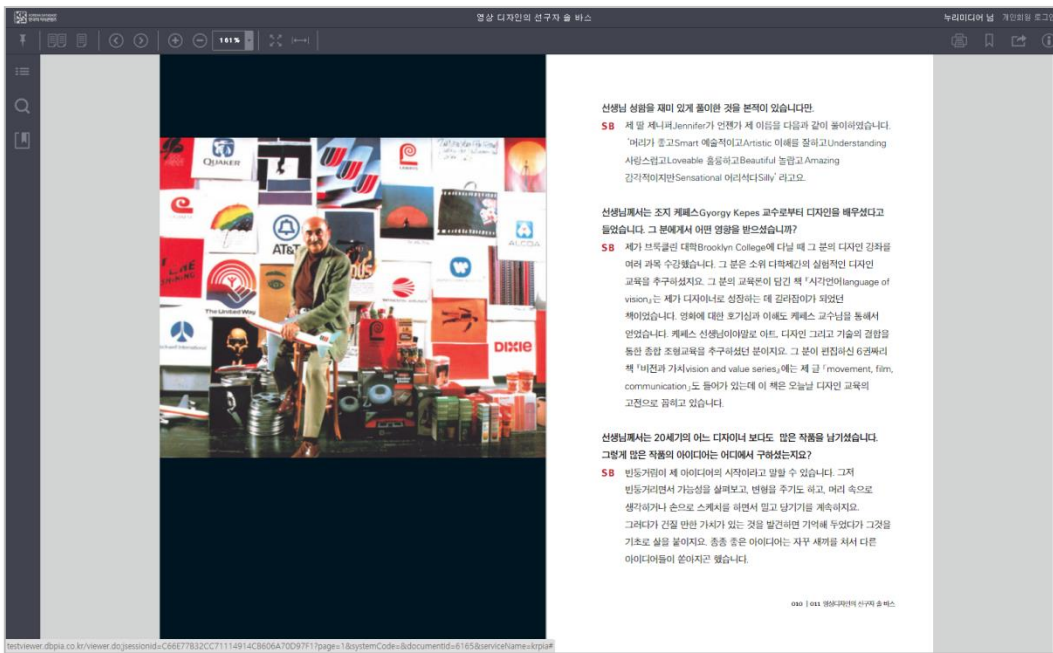 영상 디자인의 선구자 솔 바스
누리미디어 님 개인회원 로그인
161%
QUAKER
AT&T
ALCOA
The United Way
DIXIE
선생님 성함을 재미 있게 풀이한 것을 본적이 있습니다만.
SB 제 딸 제니퍼Jennifer가 언젠가 제 이름을 다음과 같이 풀이하였습니다.
'머리가 좋고Smart 예술적이고Artistic 이해를 잘하고Understanding
사랑스럽고Loveable 훌륭하고Beautiful 놀랍고Amazing
감각적이지만Sensational 어리석다Silly' 라고요.
선생님께서는 조지 케페스Gyorgy Kepes 교수로부터 디자인을 배우셨다고
들었습니다. 그 분에게서 어떤 영향을 받으셨습니까?
SB 제가 브룩클린 대학Brooklyn College에 다닐 때 그 분의 디자인 강좌를
여러 과목 수강했습니다. 그 분은 소위 다학제간의 실험적인 디자인
교육을 추구하셨지요. 그 분의 교육론이 담긴 책 『시각언어language of
vision』는 제가 디자이너로 성장하는 데 길라잡이가 되었던
책이었습니다. 영화에 대한 호기심과 이해도 케페스 교수님을 통해서
얻었습니다. 케페스 선생님이야말로 아트, 디자인 그리고 기술의 결합을
통한 종합 조형교육을 추구하셨던 분이지요. 그 분이 편집하신 6권짜리
책 『비전과 가치vision and value series』에는 제 글 「movement, film,
communication」도 들어가 있는데 이 책은 오늘날 디자인 교육의
고전으로 꼽히고 있습니다.
선생님께서는 20세기의 어느 디자이너 보다도 많은 작품을 남기셨습니다.
그렇게 많은 작품의 아이디어는 어디에서 구하셨는지요?
SB 빈둥거림이 제 아이디어의 시작이라고 말할 수 있습니다. 그저
빈둥거리면서 가능성을 살펴보고, 변형을 주기도 하고, 머리 속으로
생각하거나 손으로 스케치를 하면서 밀고 당기기를 계속하지요.
그러다가 건질 만한 가치가 있는 것을 발견하면 기억해 두었다가 그것을
기초로 살을 붙이지요. 종종 좋은 아이디어는 자꾸 새끼를 쳐서 다른
아이디어들이 쏟아지곤 했습니다.
010 | 011 영상디자인의 선구자 솔 바스
testviewer.dbpia.co.kr/viewer.do;jsessionid=C66E77832CC71114914CB606A70D97F1?page=1&systemCode=&documentId=6165&serviceName=krpia#